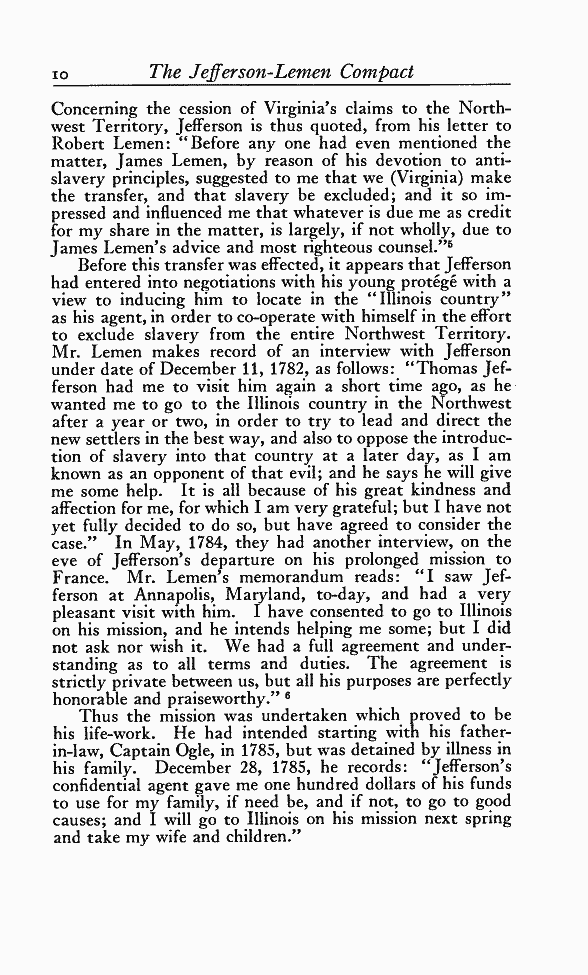 10 The Jefferson-Lemen Compact
Concerning the cession of Virginia's claims to the North-
west Territory, Jefferson is thus quoted, from his letter to
Robert Lemen: "Before any one had even mentioned the
matter, James Lemen, by reason of his devotion to anti-
slavery principles, suggested to me that we (Virginia) make
the transfer, and that slavery be excluded; and it so im-
pressed and influenced me that whatever is due me as credit
for my share in the matter, is largely, if not wholly, due to
James Lemen's advice and most righteous counsel."5
Before this transfer was effected, it appears that Jefferson
had entered into negotiations with his young protégé with a
view to inducing him to locate in the "Illinois country"
as his agent, in order to co-operate with himself in the effort
to exclude slavery from the entire Northwest Territory.
Mr. Lemen makes record of an interview with Jefferson
under date of December 11, 1782, as follows: "Thomas Jef-
ferson had me to visit him again a short time ago, as he
wanted me to go to the Illinois country in the Northwest
after a year or two, in order to try to lead and direct the
new settlers in the best way, and also to oppose the introduc-
tion of slavery into that country at a later day, as I am
known as an opponent of that evil; and he says he will give
me some help. It is all because of his great kindness and
affection for me, for which I am very grateful; but I have not
yet fully decided to do so, but have agreed to consider the
case." In May, 1784, they had another interview, on the
eve of Jefferson's departure on his prolonged mission to
France. Mr. Lemen's memorandum reads: "I saw Jef-
ferson at Annapolis, Maryland, to-day, and had a very
pleasant visit with him. I have consented to go to Illinois
on his mission, and he intends helping me some; but I did
not ask nor wish it. We had a full agreement and under-
standing as to all terms and duties. The agreement is
strictly private between us, but all his purposes are perfectly
honorable and praiseworthy." 6
Thus the mission was undertaken which proved to be
his life-work. He had intended starting with his father-
in-law, Captain Ogle, in 1785, but was detained by illness in
his family. December 28, 1785, he records: "Jefferson's
confidential agent gave me one hundred dollars of his funds
to use for my family, if need be, and if not, to go to good
causes; and I will go to Illinois on his mission next spring
and take my wife and children."